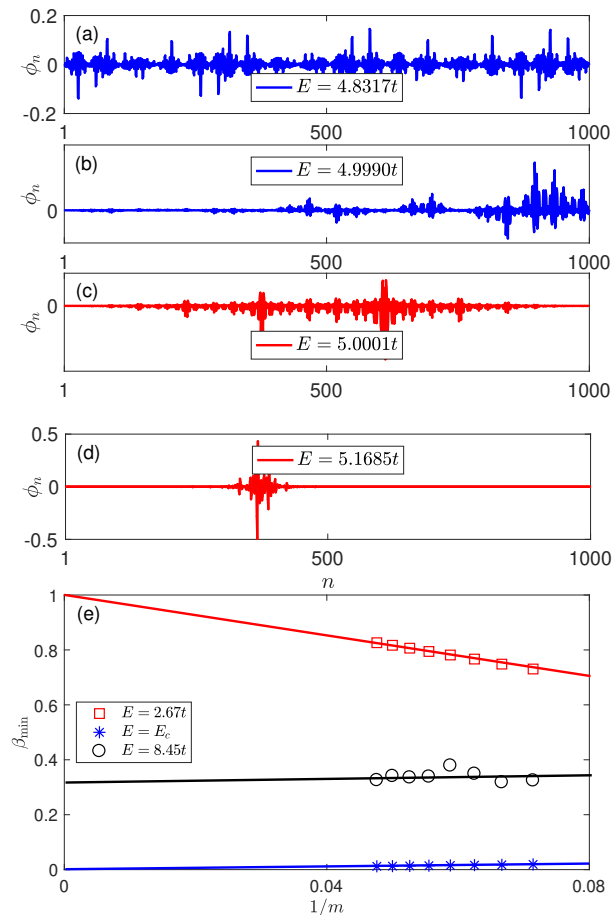 (a)
0.2
0
-0.2
ϕn
E = 4.8317t
1 500 1000
(b)
0
ϕn
E = 4.9990t
1 500 1000
(c)
0
ϕn
E = 5.0001t
1 500 1000
(d)
0.5
0
-0.5
ϕn
E = 5.1685t
1 500 1000
n
(e)
1
0.8
0.6
0.4
0.2
0
βmin
E = 2.67t
E = Ec
E = 8.45t
0 0.04 0.08
1/m